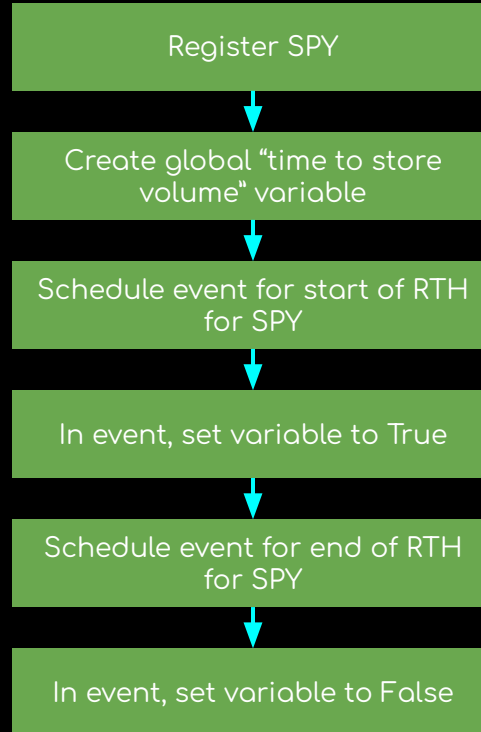 Register SPY
Create global “time to store
volume” variable
Schedule event for start of RTH
for SPY
In event, set variable to True
Schedule event for end of RTH
for SPY
In event, set variable to False